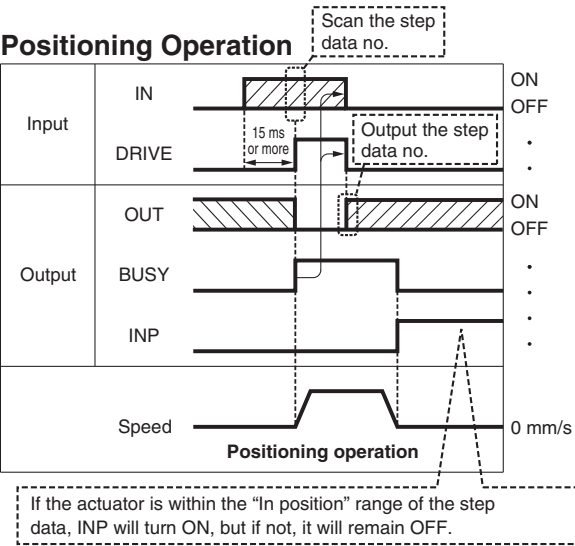 Scan the step
data no.
Positioning Operation
Input
IN
ON
OFF
15 ms
or more
DRIVE
Output the step
data no.
Output
OUT
ON
OFF
BUSY
INP
Speed
0 mm/s
Positioning operation
If the actuator is within the “In position” range of the step
data, INP will turn ON, but if not, it will remain OFF.